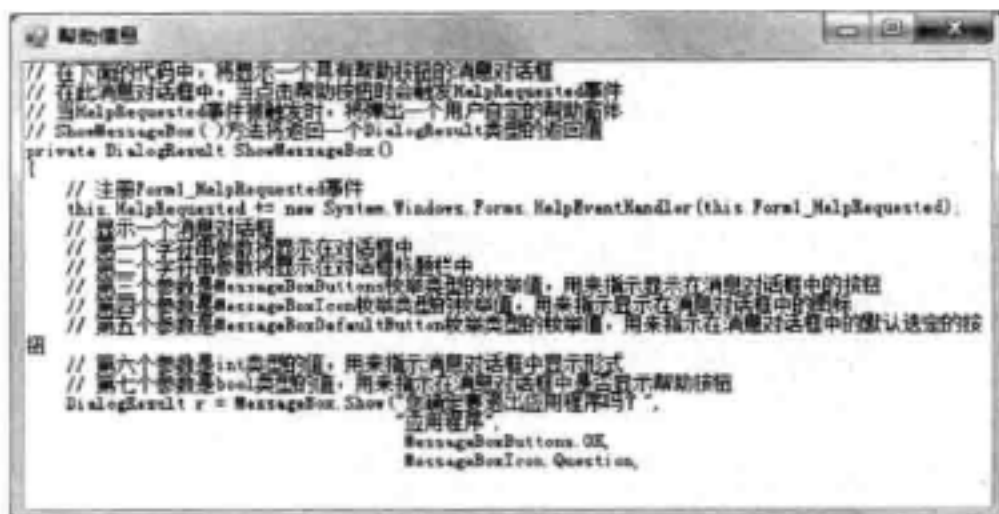 帮助信息
// 在下面的代码中，将显示一个具有帮助按钮的消息对话框
// 在此消息对话框中，当点击帮助按钮时会触发HelpRequested事件
// 当HelpRequested事件被触发时，将弹出一个用户自定的帮助窗体
// ShowMessageBox()方法将返回一个DialogResult类型的返回值
private DialogResult ShowMessageBox()
{
// 注册Form1_HelpRequested事件
this.HelpRequested += new System.Windows.Forms.HelpEventHandler(this.Form1_HelpRequested);
// 显示一个消息对话框
// 第一个字符串参数将显示在对话框中
// 第二个字符串参数将显示在对话框标题栏中
// 第三个参数是MessageBoxButtons枚举类型的枚举值，用来指示显示在消息对话框中的按钮
// 第四个参数是MessageBoxIcon枚举类型的枚举值，用来指示显示在消息对话框中的图标
// 第五个参数是MessageBoxDefaultButton枚举类型的枚举值，用来指示在消息对话框中的默认选定的按
钮
// 第六个参数是int类型的值，用来指示消息对话框中显示形式
// 第七个参数是bool类型的值，用来指示在消息对话框中是否显示帮助按钮
DialogResult r = MessageBox.Show("您确定要退出应用程序吗?",
"应用程序",
MessageBoxButtons.OK,
MessageBoxIcon.Question,